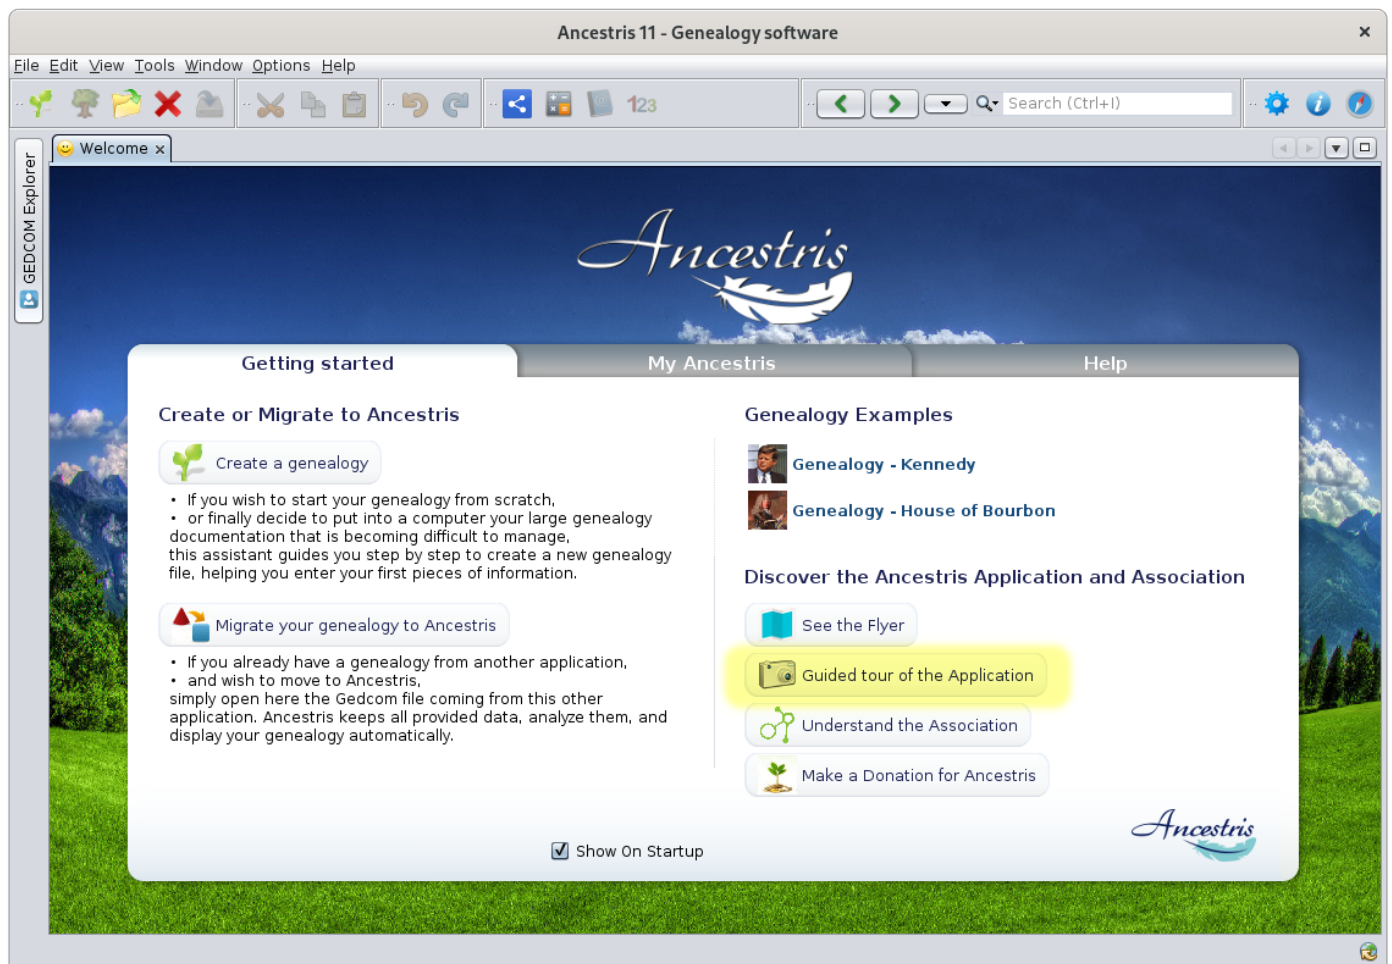 Ancestris 11 - Genealogy software
File Edit View Tools Window Options Help
123
Search (Ctrl+I)
Welcome
GEDCOM Explorer
Ancestris
Getting started
My Ancestris
Help
Create or Migrate to Ancestris
Create a genealogy
• If you wish to start your genealogy from scratch,
• or finally decide to put into a computer your large genealogy
documentation that is becoming difficult to manage,
this assistant guides you step by step to create a new genealogy
file, helping you enter your first pieces of information.
Migrate your genealogy to Ancestris
• If you already have a genealogy from another application,
• and wish to move to Ancestris,
simply open here the Gedcom file coming from this other
application. Ancestris keeps all provided data, analyze them, and
display your genealogy automatically.
Genealogy Examples
Genealogy - Kennedy
Genealogy - House of Bourbon
Discover the Ancestris Application and Association
See the Flyer
Guided tour of the Application
Understand the Association
Make a Donation for Ancestris
Ancestris
Show On Startup